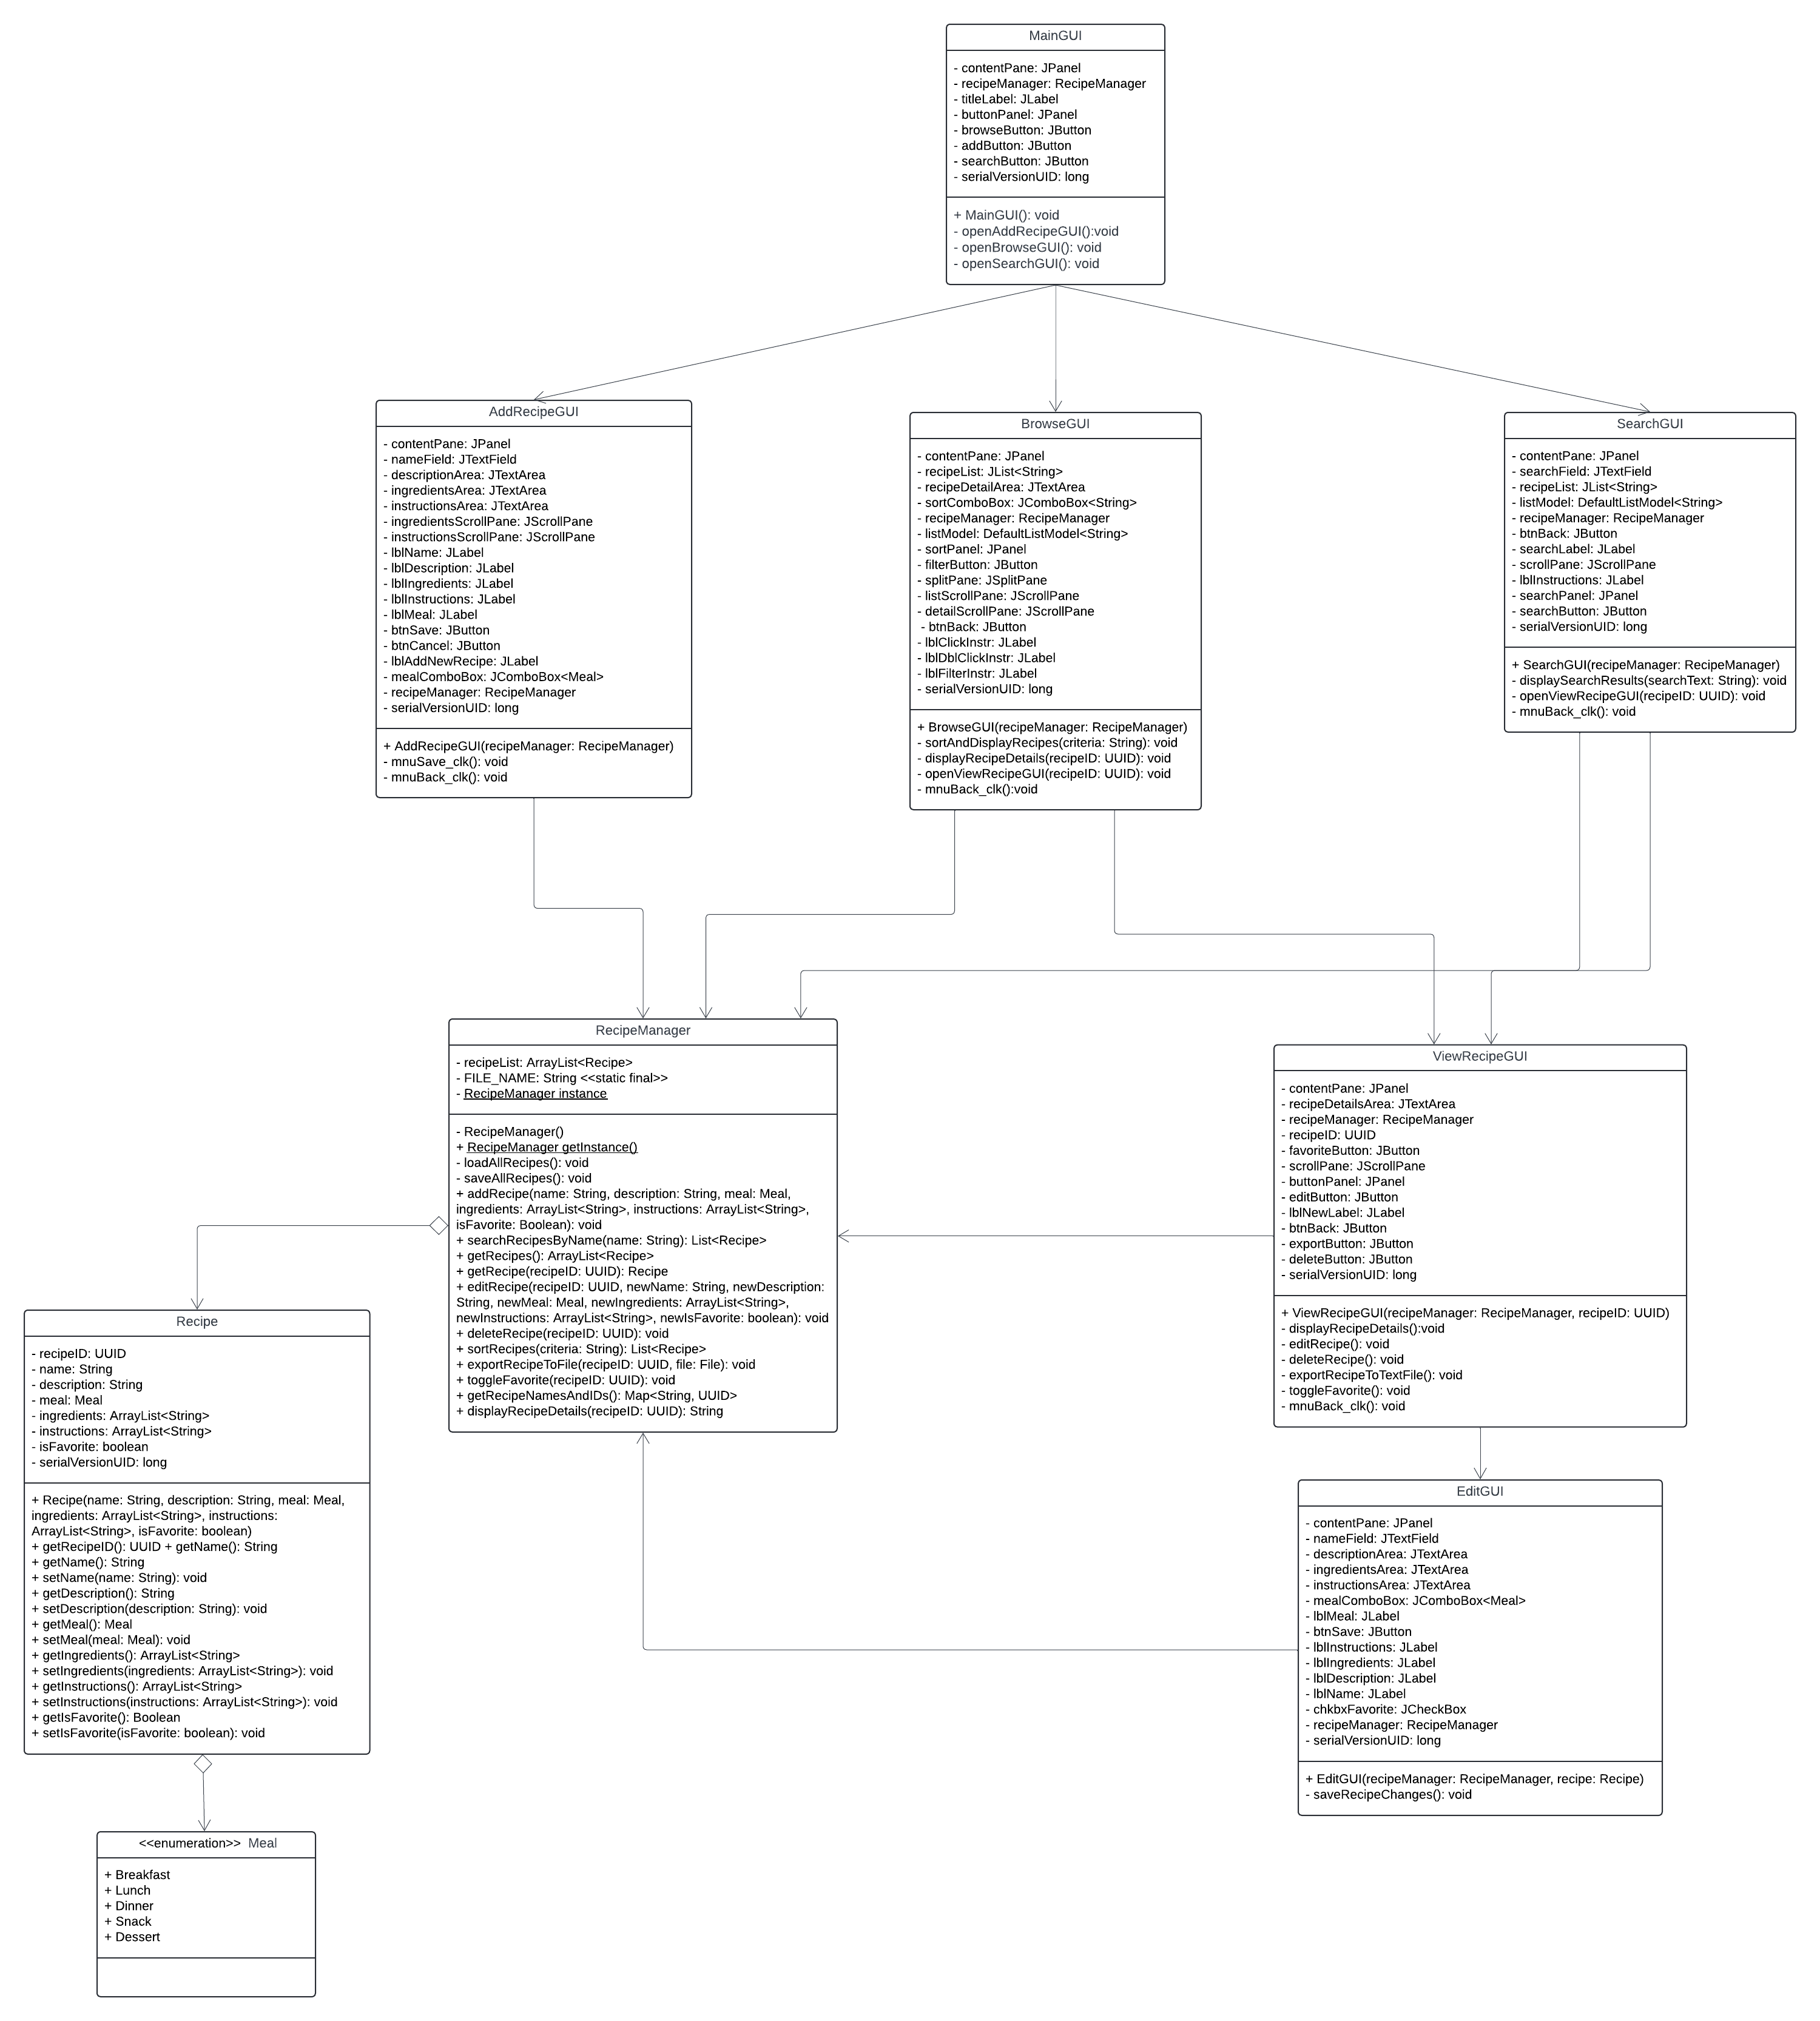 MainGUI
- contentPane: JPanel
- recipeManager: RecipeManager
- titleLabel: JLabel
- buttonPanel: JPanel
- browseButton: JButton
- addButton: JButton
- searchButton: JButton
- serialVersionUID: long
+ MainGUI(): void
- openAddRecipeGUI():void
- openBrowseGUI(): void
- openSearchGUI(): void
AddRecipeGUI
- contentPane: JPanel
- nameField: JTextField
- descriptionArea: JTextArea
- ingredientsArea: JTextArea
- instructionsArea: JTextArea
- ingredientsScrollPane: JScrollPane
- instructionsScrollPane: JScrollPane
- lblName: JLabel
- lblDescription: JLabel
- lblIngredients: JLabel
- lblInstructions: JLabel
- lblMeal: JLabel
- btnSave: JButton
- btnCancel: JButton
- lblAddNewRecipe: JLabel
- mealComboBox: JComboBox<Meal>
- recipeManager: RecipeManager
- serialVersionUID: long
+ AddRecipeGUI(recipeManager: RecipeManager)
- mnuSave_clk(): void
- mnuBack_clk(): void
BrowseGUI
- contentPane: JPanel
- recipeList: JList<String>
- recipeDetailArea: JTextArea
- sortComboBox: JComboBox<String>
- recipeManager: RecipeManager
- listModel: DefaultListModel<String>
- sortPanel: JPanel
- filterButton: JButton
- splitPane: JSplitPane
- listScrollPane: JScrollPane
- detailScrollPane: JScrollPane
- btnBack: JButton
- lblClickInstr: JLabel
- lblDblClickInstr: JLabel
- lblFilterInstr: JLabel
- serialVersionUID: long
+ BrowseGUI(recipeManager: RecipeManager)
- sortAndDisplayRecipes(criteria: String): void
- displayRecipeDetails(recipeID: UUID): void
- openViewRecipeGUI(recipeID: UUID): void
- mnuBack_clk():void
SearchGUI
- contentPane: JPanel
- searchField: JTextField
- recipeList: JList<String>
- listModel: DefaultListModel<String>
- recipeManager: RecipeManager
- btnBack: JButton
- searchLabel: JLabel
- scrollPane: JScrollPane
- lblInstructions: JLabel
- searchPanel: JPanel
- searchButton: JButton
- serialVersionUID: long
+ SearchGUI(recipeManager: RecipeManager)
- displaySearchResults(searchText: String): void
- openViewRecipeGUI(recipeID: UUID): void
- mnuBack_clk(): void
RecipeManager
- recipeList: ArrayList<Recipe>
- FILE_NAME: String <<static final>>
- RecipeManager instance
- RecipeManager()
+ RecipeManager getInstance()
- loadAllRecipes(): void
- saveAllRecipes(): void
+ addRecipe(name: String, description: String, meal: Meal,
ingredients: ArrayList<String>, instructions: ArrayList<String>,
isFavorite: Boolean): void
+ searchRecipesByName(name: String): List<Recipe>
+ getRecipes(): ArrayList<Recipe>
+ getRecipe(recipeID: UUID): Recipe
+ editRecipe(recipeID: UUID, newName: String, newDescription:
String, newMeal: Meal, newIngredients: ArrayList<String>,
newInstructions: ArrayList<String>, newIsFavorite: boolean): void
+ deleteRecipe(recipeID: UUID): void
+ sortRecipes(criteria: String): List<Recipe>
+ exportRecipeToFile(recipeID: UUID, file: File): void
+ toggleFavorite(recipeID: UUID): void
+ getRecipeNamesAndIDs(): Map<String, UUID>
+ displayRecipeDetails(recipeID: UUID): String
ViewRecipeGUI
- contentPane: JPanel
- recipeDetailsArea: JTextArea
- recipeManager: RecipeManager
- recipeID: UUID
- favoriteButton: JButton
- scrollPane: JScrollPane
- buttonPanel: JPanel
- editButton: JButton
- lblNewLabel: JLabel
- btnBack: JButton
- exportButton: JButton
- deleteButton: JButton
- serialVersionUID: long
+ ViewRecipeGUI(recipeManager: RecipeManager, recipeID: UUID)
- displayRecipeDetails():void
- editRecipe(): void
- deleteRecipe(): void
- exportRecipeToTextFile(): void
- toggleFavorite(): void
- mnuBack_clk(): void
Recipe
- recipeID: UUID
- name: String
- description: String
- meal: Meal
- ingredients: ArrayList<String>
- instructions: ArrayList<String>
- isFavorite: boolean
- serialVersionUID: long
+ Recipe(name: String, description: String, meal: Meal,
ingredients: ArrayList<String>, instructions:
ArrayList<String>, isFavorite: boolean)
+ getRecipeID(): UUID + getName(): String
+ getName(): String
+ setName(name: String): void
+ getDescription(): String
+ setDescription(description: String): void
+ getMeal(): Meal
+ setMeal(meal: Meal): void
+ getIngredients(): ArrayList<String>
+ setIngredients(ingredients: ArrayList<String>): void
+ getInstructions(): ArrayList<String>
+ setInstructions(instructions: ArrayList<String>): void
+ getIsFavorite(): Boolean
+ setIsFavorite(isFavorite: boolean): void
EditGUI
- contentPane: JPanel
- nameField: JTextField
- descriptionArea: JTextArea
- ingredientsArea: JTextArea
- instructionsArea: JTextArea
- mealComboBox: JComboBox<Meal>
- lblMeal: JLabel
- btnSave: JButton
- lblInstructions: JLabel
- lblIngredients: JLabel
- lblDescription: JLabel
- lblName: JLabel
- chkbxFavorite: JCheckBox
- recipeManager: RecipeManager
- serialVersionUID: long
+ EditGUI(recipeManager: RecipeManager, recipe: Recipe)
- saveRecipeChanges(): void
<<enumeration>> Meal
+ Breakfast
+ Lunch
+ Dinner
+ Snack
+ Dessert